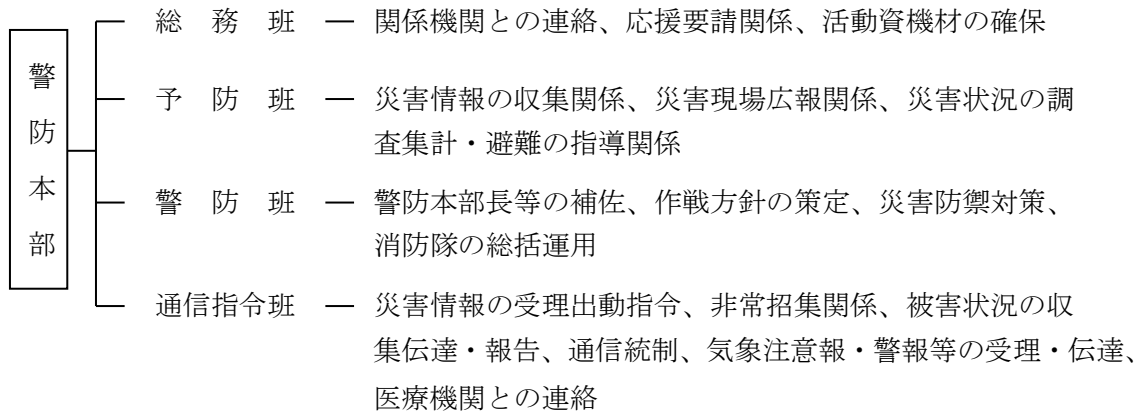 警防本部
総務班 ― 関係機関との連絡、応援要請関係、活動資機材の確保
予防班 ― 災害情報の収集関係、災害現場広報関係、災害状況の調
査集計・避難の指導関係
警防班 ― 警防本部長等の補佐、作戦方針の策定、災害防禦対策、
消防隊の総括運用
通信指令班 ― 災害情報の受理出動指令、非常招集関係、被害状況の収
集伝達・報告、通信統制、気象注意報・警報等の受理・伝達、
医療機関との連絡